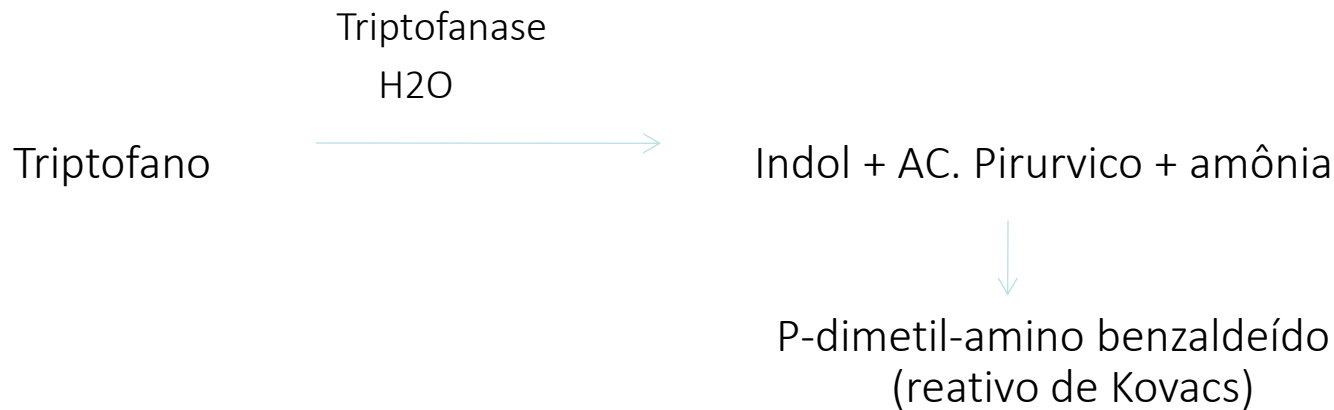 Triptofanase
H2O
Triptofano
Indol + AC. Pirurvico + amônia
P-dimetil-amino benzaldeído
(reativo de Kovacs)